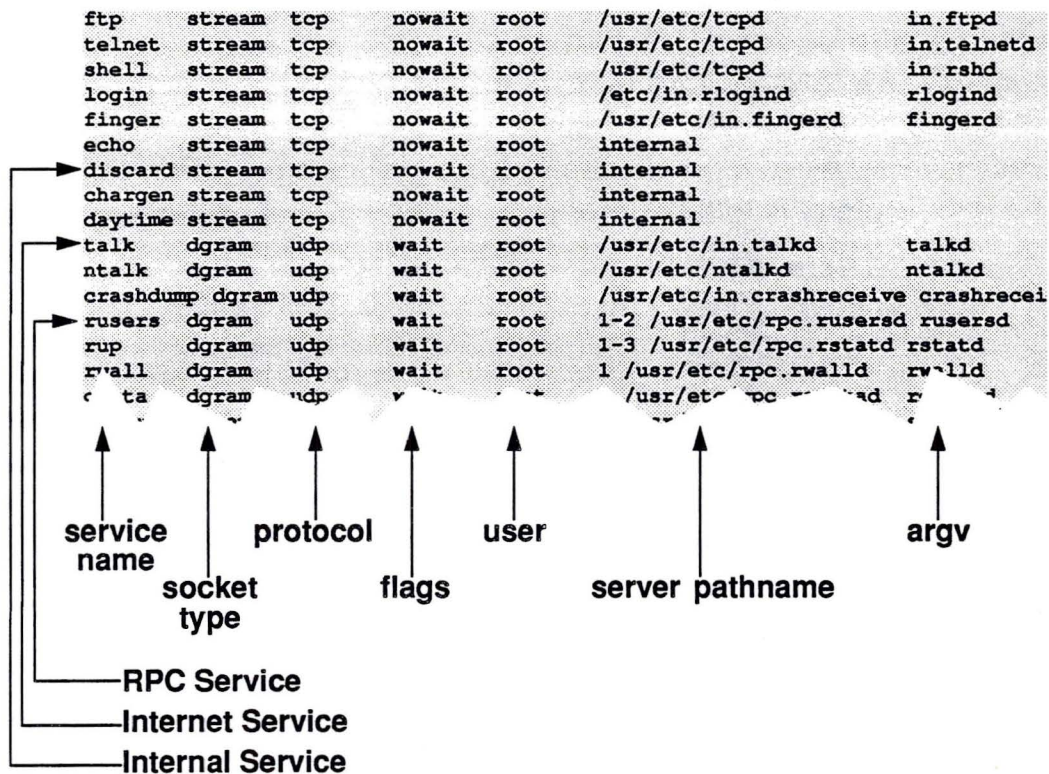 ftp stream tcp nowait root /usr/etc/tcpd in.ftpd
telnet stream tcp nowait root /usr/etc/tcpd in.telnetd
shell stream tcp nowait root /usr/etc/tcpd in.rshd
login stream tcp nowait root /etc/in.rlogind rlogind
finger stream tcp nowait root /usr/etc/in.fingerd fingerd
echo stream tcp nowait root internal
discard stream tcp nowait root internal
chargen stream tcp nowait root internal
daytime stream tcp nowait root internal
talk dgram udp wait root /usr/etc/in.talkd talkd
ntalk dgram udp wait root /usr/etc/ntalkd ntalkd
crashdump dgram udp wait root /usr/etc/in.crashreceive crashrecei
rusers dgram udp wait root 1-2 /usr/etc/rpc.rusersd rusersd
rup dgram udp wait root 1-3 /usr/etc/rpc.rstatd rstatd
rwall dgram udp wait root 1 /usr/etc/rpc.rwalld rwalld
dgram udp
service name
socket type
protocol
flags
user
server pathname
argv
RPC Service
Internet Service
Internal Service